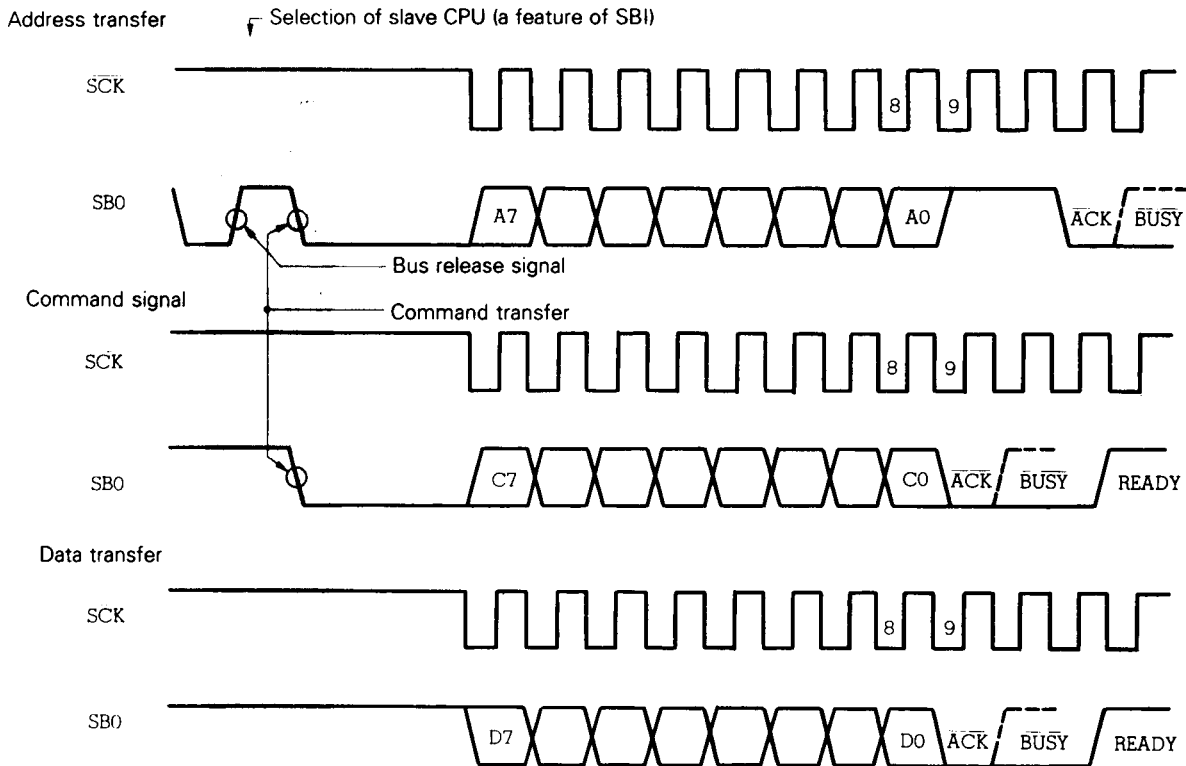 Address transfer
Selection of slave CPU (a feature of SBI)
SCK
8 9
SB0
A7 A0 ACK BUSY
Bus release signal
Command signal
Command transfer
SCK
8 9
SB0
C7 C0 ACK BUSY READY
Data transfer
SCK
8 9
SB0
D7 D0 ACK BUSY READY